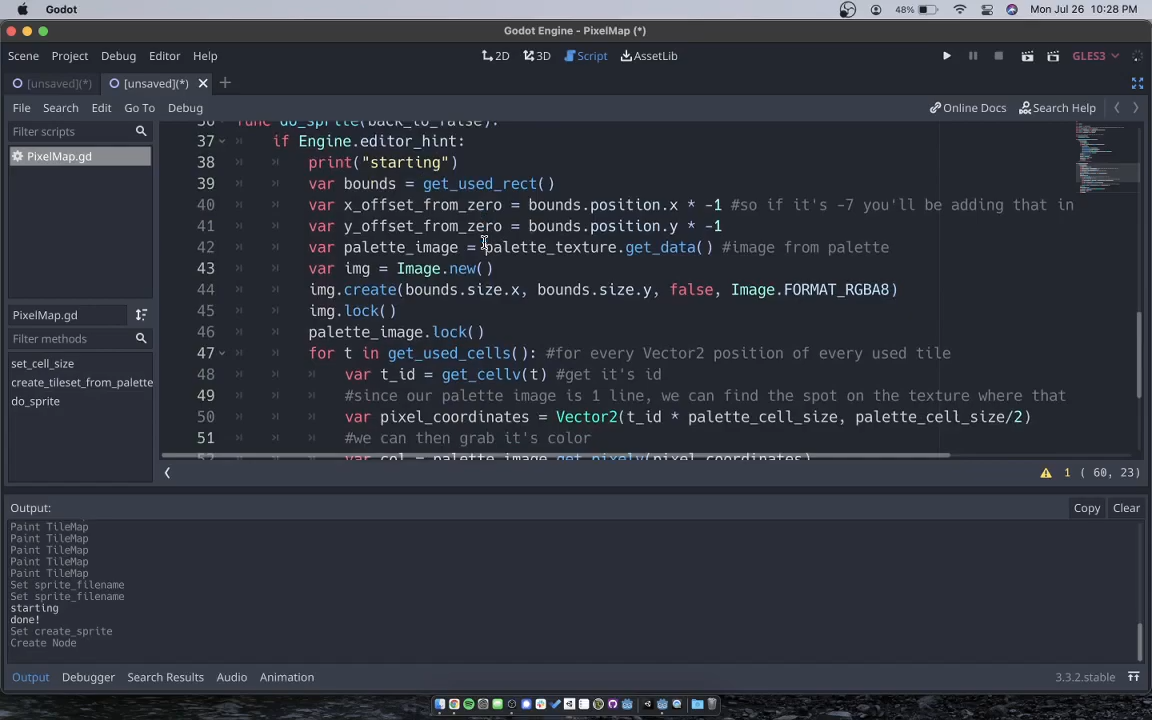 Godot
48%
Mon Jul 26 10:28 PM
Godot Engine - PixelMap (*)
Scene Project Debug Editor Help
2D 3D Script AssetLib
GLES3
[unsaved](*) [unsaved](*)
File Search Edit Go To Debug
Online Docs Search Help
Filter scripts
PixelMap.gd
PixelMap.gd
Filter methods
set_cell_size
create_tileset_from_palette
do_sprite
36 func do_sprite(back_to_false):
37 if Engine.editor_hint:
38 print("starting")
39 var bounds = get_used_rect()
40 var x_offset_from_zero = bounds.position.x * -1 #so if it's -7 you'll be adding that in
41 var y_offset_from_zero = bounds.position.y * -1
42 var palette_image = palette_texture.get_data() #image from palette
43 var img = Image.new()
44 img.create(bounds.size.x, bounds.size.y, false, Image.FORMAT_RGBA8)
45 img.lock()
46 palette_image.lock()
47 for t in get_used_cells(): #for every Vector2 position of every used tile
48 var t_id = get_cellv(t) #get it's id
49 #since our palette image is 1 line, we can find the spot on the texture where that
50 var pixel_coordinates = Vector2(t_id * palette_cell_size, palette_cell_size/2)
51 #we can then grab it's color
52 var col = palette_image.get_pixelv(pixel_coordinates)
1 ( 60, 23)
Output:
Copy Clear
Paint TileMap
Paint TileMap
Paint TileMap
Paint TileMap
Paint TileMap
Set sprite_filename
Set sprite_filename
starting
done!
Set create_sprite
Create Node
Output Debugger Search Results Audio Animation
3.3.2.stable